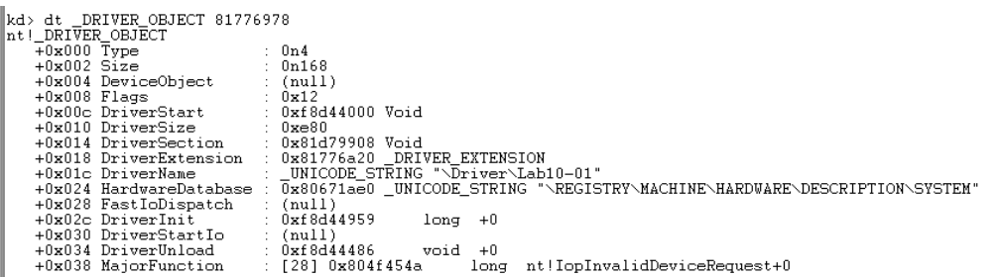 kd> dt _DRIVER_OBJECT 81776978
nt!_DRIVER_OBJECT
+0x000 Type : 0n4
+0x002 Size : 0n168
+0x004 DeviceObject : (null)
+0x008 Flags : 0x12
+0x00c DriverStart : 0xf8d44000 Void
+0x010 DriverSize : 0xe80
+0x014 DriverSection : 0x81d79908 Void
+0x018 DriverExtension : 0x81776a20 _DRIVER_EXTENSION
+0x01c DriverName : _UNICODE_STRING "\Driver\Lab10-01"
+0x024 HardwareDatabase : 0x80671ae0 _UNICODE_STRING "\REGISTRY\MACHINE\HARDWARE\DESCRIPTION\SYSTEM"
+0x028 FastIoDispatch : (null)
+0x02c DriverInit : 0xf8d44959 long +0
+0x030 DriverStartIo : (null)
+0x034 DriverUnload : 0xf8d44486 void +0
+0x038 MajorFunction : [28] 0x804f454a long nt!IopInvalidDeviceRequest+0